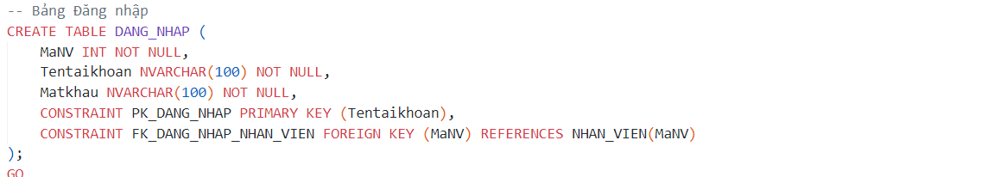 -- Bảng Đăng nhập
CREATE TABLE DANG_NHAP (
    MaNV INT NOT NULL,
    Tentaikhoan NVARCHAR(100) NOT NULL,
    Matkhau NVARCHAR(100) NOT NULL,
    CONSTRAINT PK_DANG_NHAP PRIMARY KEY (Tentaikhoan),
    CONSTRAINT FK_DANG_NHAP_NHAN_VIEN FOREIGN KEY (MaNV) REFERENCES NHAN_VIEN(MaNV)
);
GO